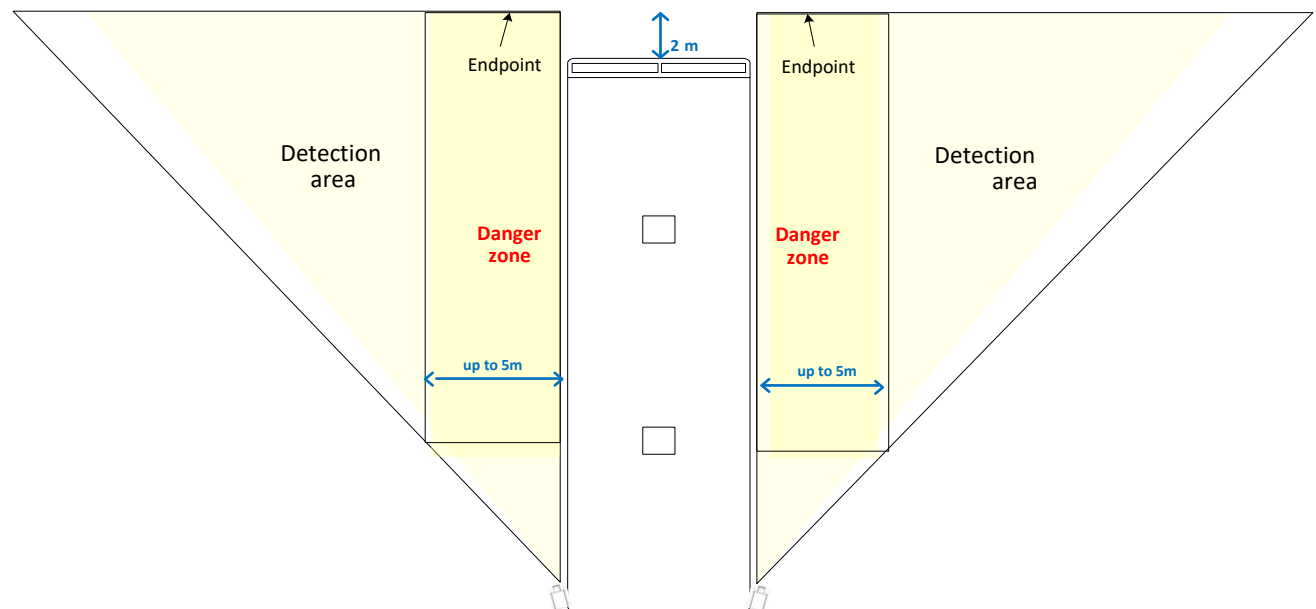 2 m
Endpoint
Endpoint
Detection
area
Detection
area
Danger
zone
Danger
zone
up to 5m
up to 5m